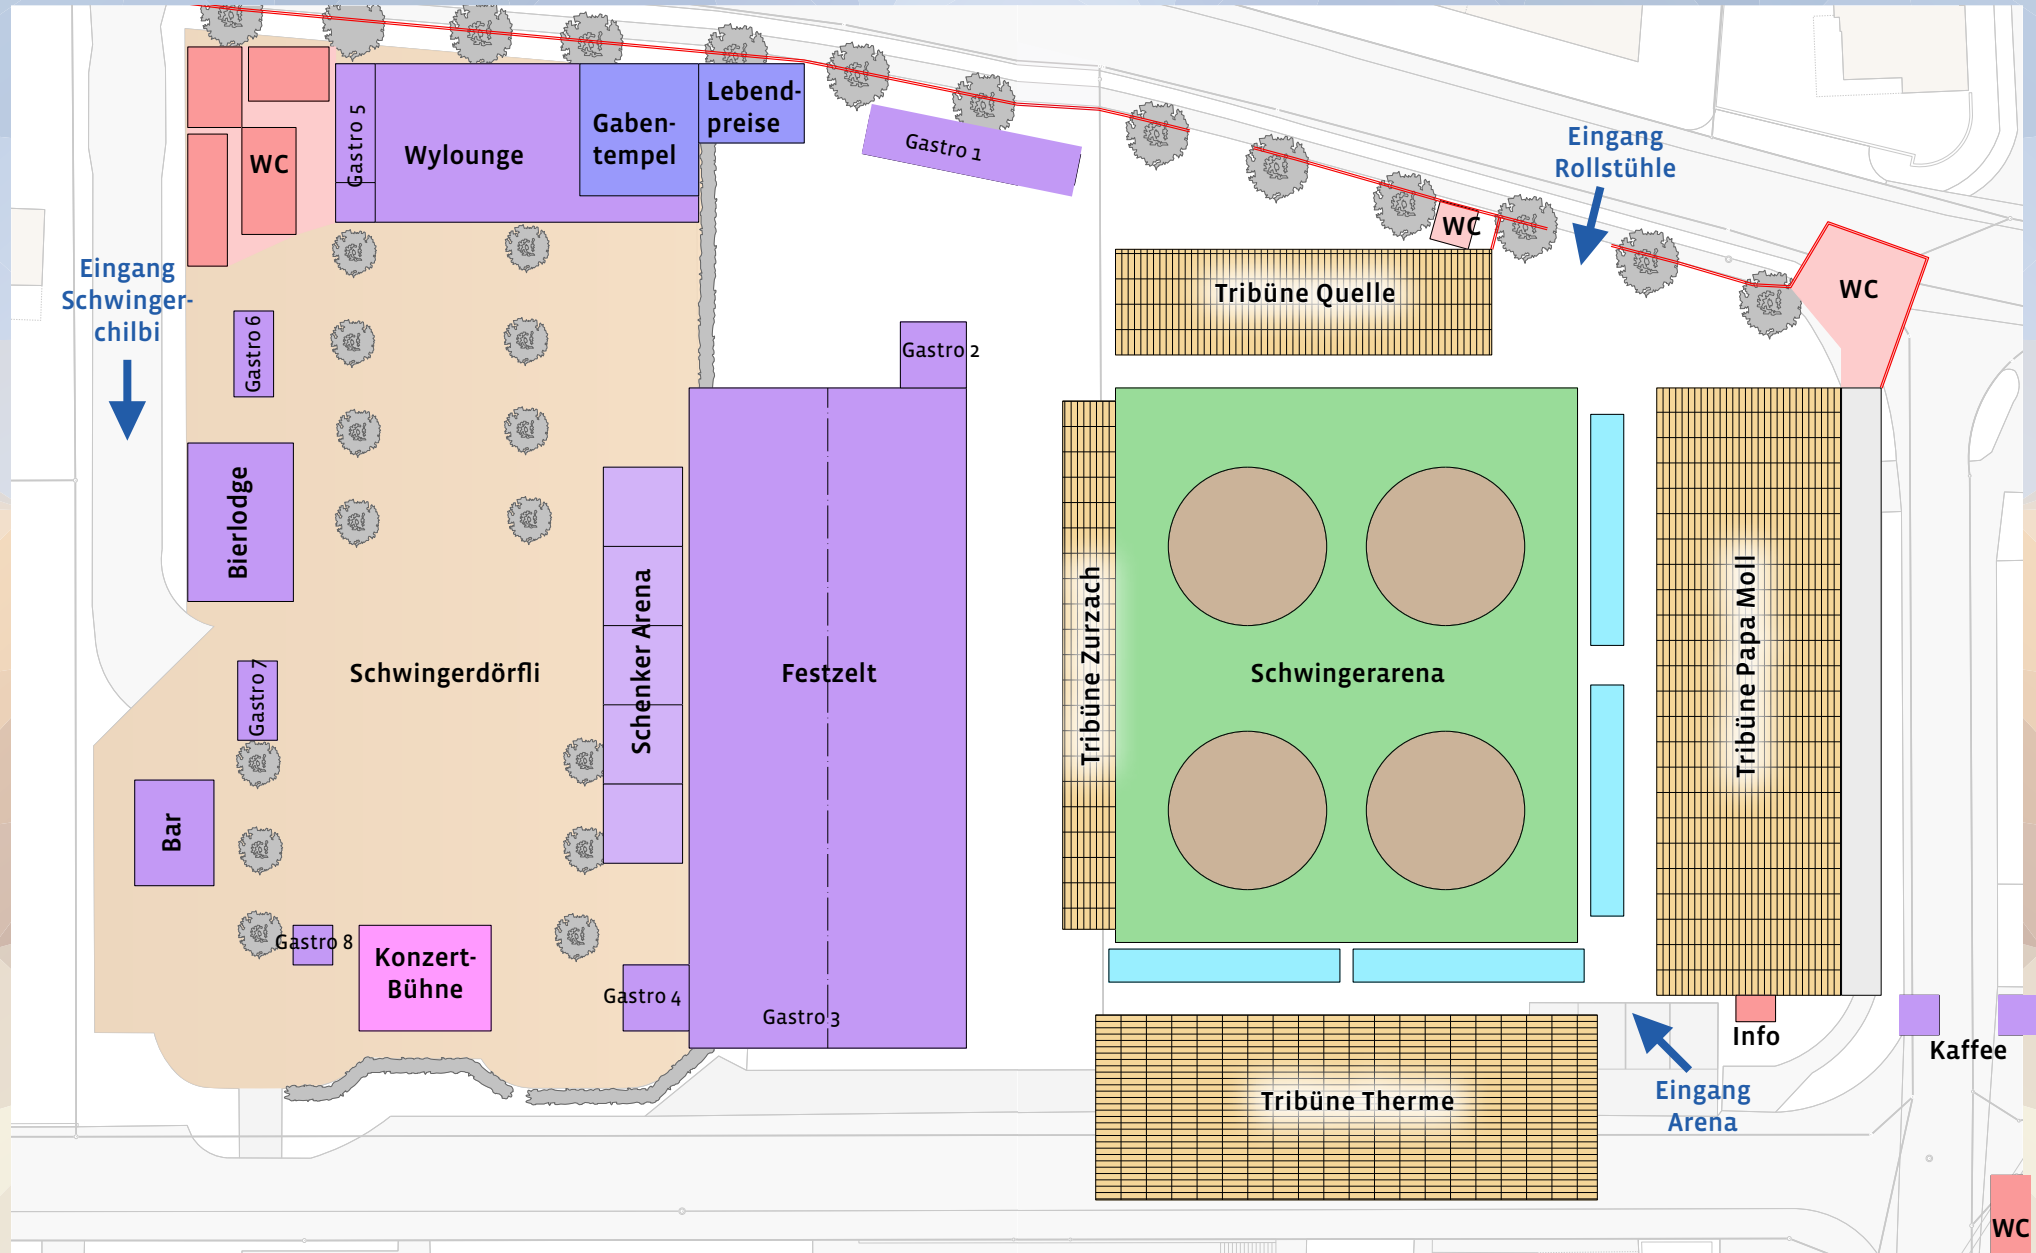 Lebend-
preise
Gaben-
tempel
Gastro 5
Wylounge
WC
Gastro 1
Eingang
Rollstühle
WC
WC
Tribüne Quelle
Eingang
Schwinger-
chilbi
Gastro 6
Gastro 2
Bierlodge
Schenker Arena
Tribüne Zurzach
Tribüne Papa Moll
Schwingerdörfli
Festzelt
Schwingerarena
Gastro 7
Bar
Gastro 8
Konzert-
Bühne
Gastro 4
Gastro 3
Info
Kaffee
Tribüne Therme
Eingang
Arena
WC